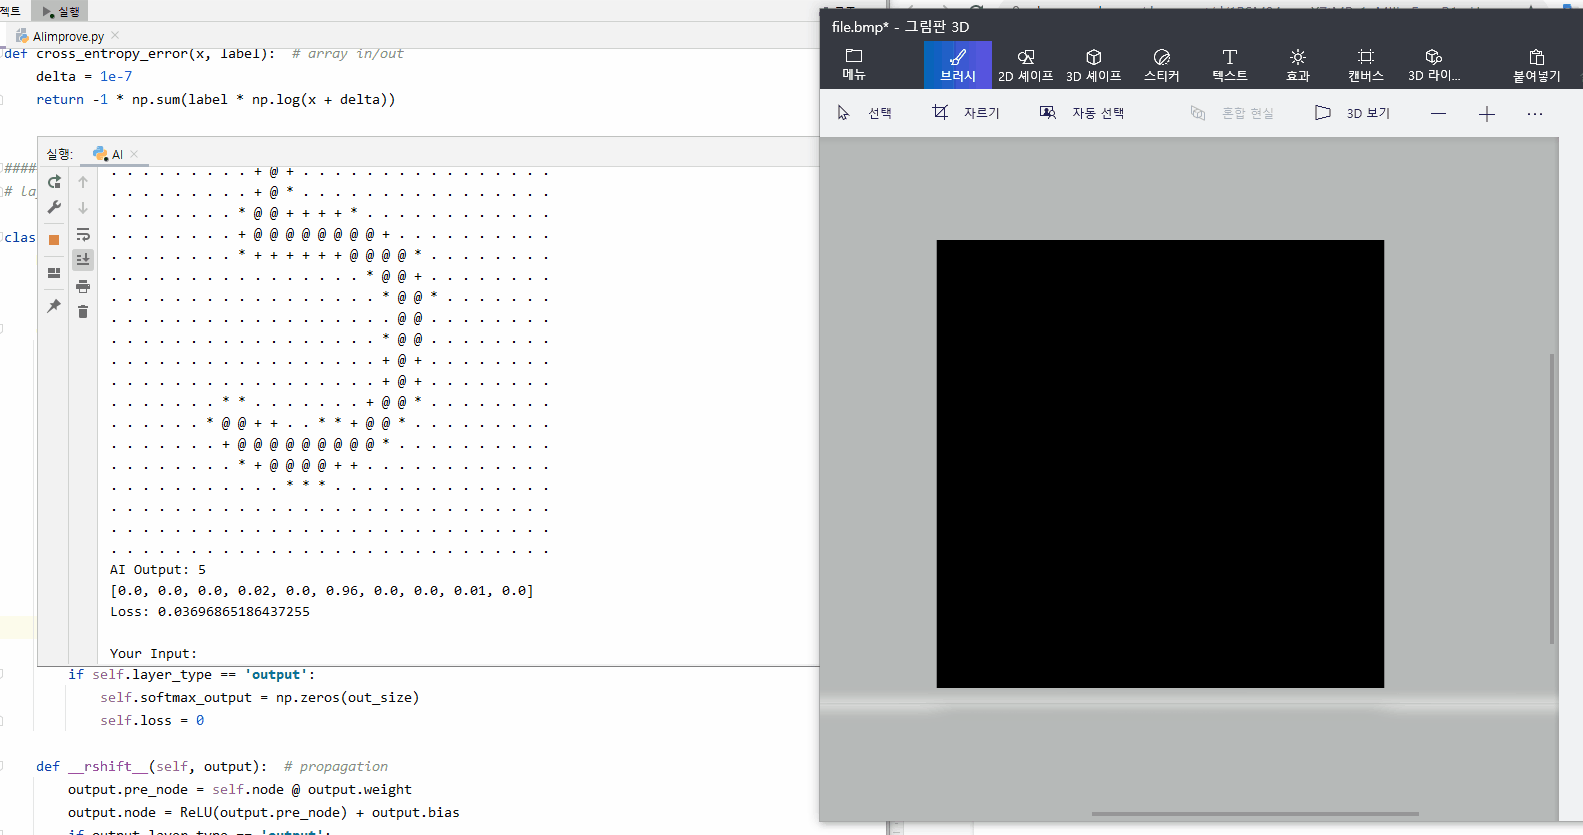 젝트
실행
AIimprove.py
def cross_entropy_error(x, label):  # array in/out
    delta = 1e-7
    return -1 * np.sum(label * np.log(x + delta))
####
# la
clas
실행:
AI
. . . . . . . . . + @ + . . . . . . . . . . . . . . . .
. . . . . . . . . + @ * . . . . . . . . . . . . . . . .
. . . . . . . . * @ @ + + + + * . . . . . . . . . . . .
. . . . . . . . + @ @ @ @ @ @ @ @ + . . . . . . . . . .
. . . . . . . . * + + + + + + @ @ @ @ * . . . . . . . .
. . . . . . . . . . . . . . . . * @ @ + . . . . . . . .
. . . . . . . . . . . . . . . . . * @ @ * . . . . . . .
. . . . . . . . . . . . . . . . . . @ @ . . . . . . . .
. . . . . . . . . . . . . . . . . * @ @ . . . . . . . .
. . . . . . . . . . . . . . . . . + @ + . . . . . . . .
. . . . . . . . . . . . . . . . . + @ + . . . . . . . .
. . . . . . . * * . . . . . . . + @ @ * . . . . . . . .
. . . . . . * @ @ + + . . * * + @ @ * . . . . . . . . .
. . . . . . . + @ @ @ @ @ @ @ @ @ * . . . . . . . . . .
. . . . . . . . * + @ @ @ @ + + . . . . . . . . . . . .
. . . . . . . . . . . * * * . . . . . . . . . . . . . .
. . . . . . . . . . . . . . . . . . . . . . . . . . . .
. . . . . . . . . . . . . . . . . . . . . . . . . . . .
. . . . . . . . . . . . . . . . . . . . . . . . . . . .
AI Output: 5
[0.0, 0.0, 0.0, 0.02, 0.0, 0.96, 0.0, 0.0, 0.01, 0.0]
Loss: 0.03696865186437255
Your Input:
if self.layer_type == 'output':
    self.softmax_output = np.zeros(out_size)
    self.loss = 0
def __rshift__(self, output):  # propagation
    output.pre_node = self.node @ output.weight
    output.node = ReLU(output.pre_node) + output.bias
    if output.layer_type == 'output':
file.bmp* - 그림판 3D
메뉴
브러시
2D 셰이프
3D 셰이프
스티커
텍스트
효과
캔버스
3D 라이...
붙여넣기
선택
자르기
자동 선택
혼합 현실
3D 보기